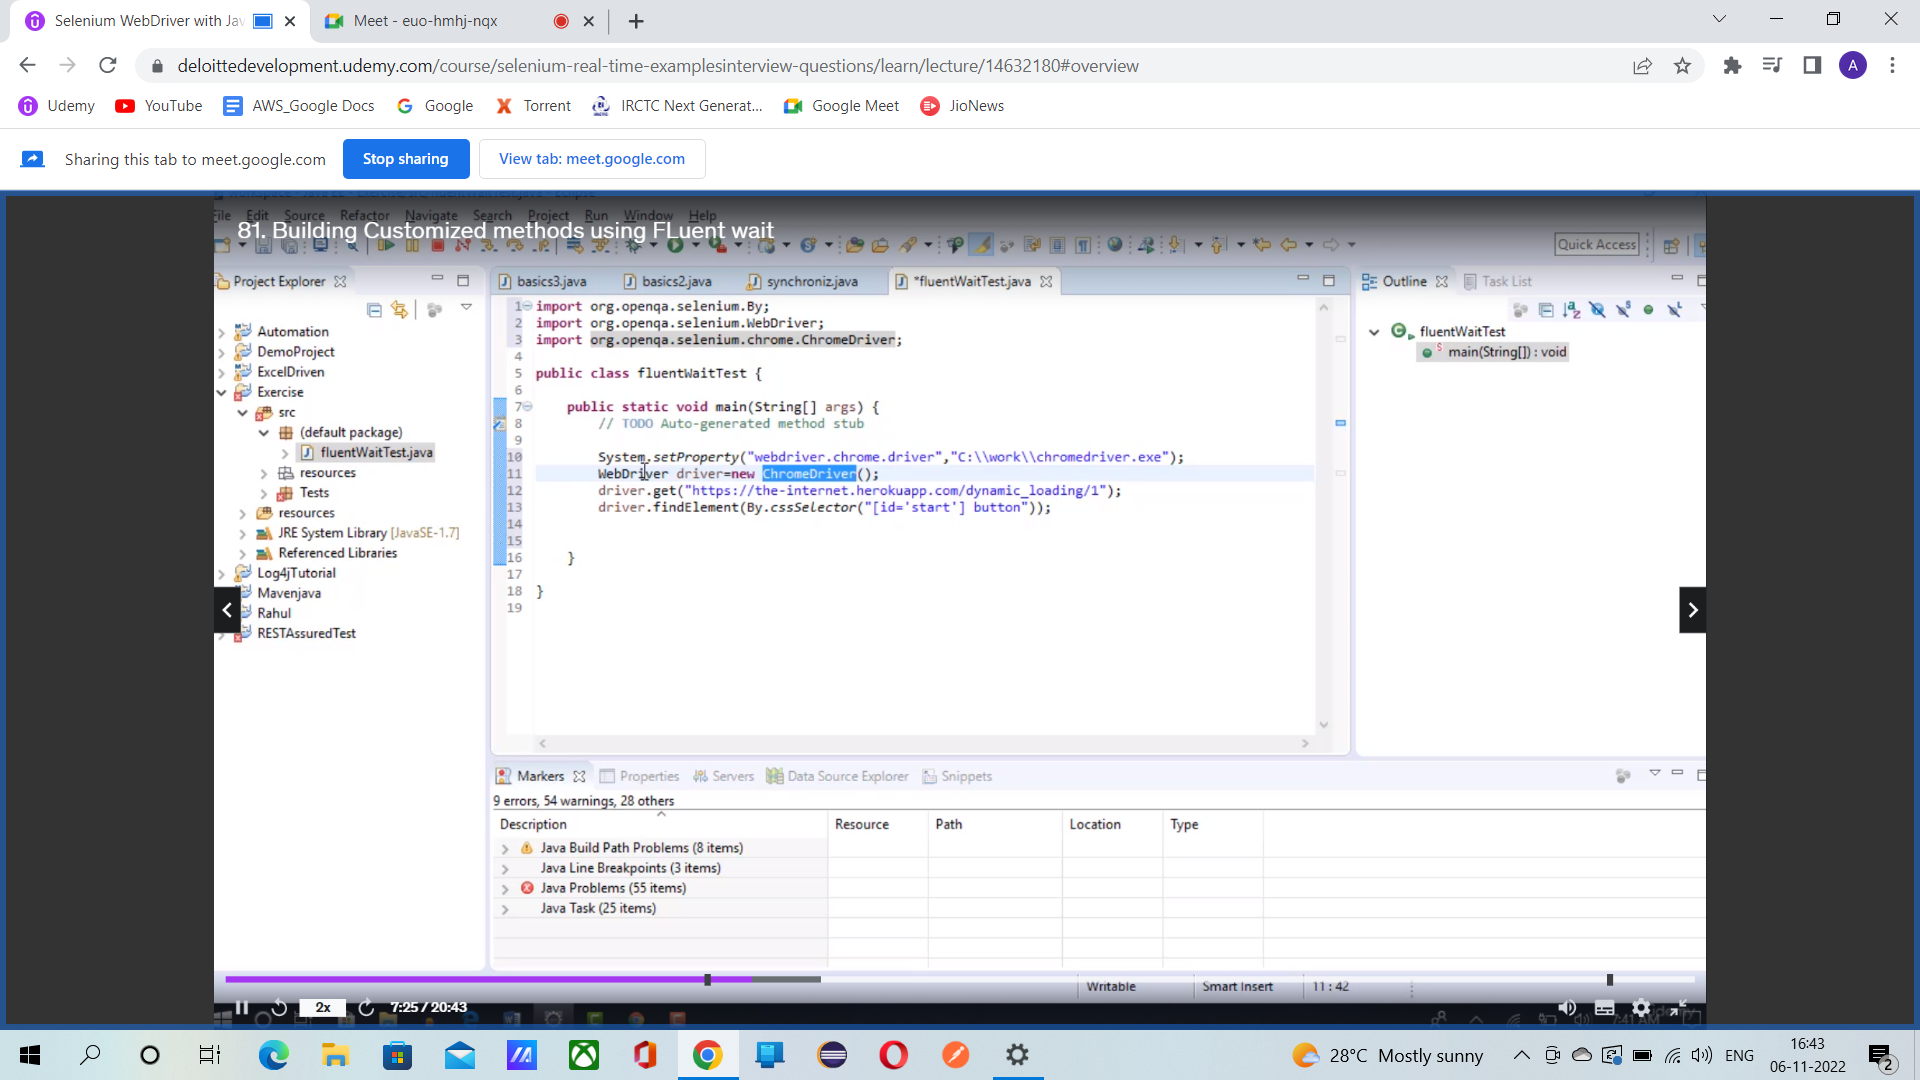 Selenium WebDriver with Jav
Meet - euo-hmhj-nqx
deloittedevelopment.udemy.com/course/selenium-real-time-examplesinterview-questions/learn/lecture/14632180#overview
A
Udemy YouTube AWS_Google Docs Google Torrent IRCTC Next Generat... Google Meet JioNews
Sharing this tab to meet.google.com Stop sharing View tab: meet.google.com
File Edit Source Refactor Navigate Search Project Run Window Help
81. Building Customized methods using FLuent wait
Quick Access
Project Explorer
basics3.java basics2.java synchroniz.java *fluentWaitTest.java
Outline Task List
Automation
DemoProject
ExcelDriven
Exercise
src
(default package)
fluentWaitTest.java
resources
Tests
resources
JRE System Library [JavaSE-1.7]
Referenced Libraries
Log4jTutorial
Mavenjava
Rahul
RESTAssuredTest
1 import org.openqa.selenium.By;
2 import org.openqa.selenium.WebDriver;
3 import org.openqa.selenium.chrome.ChromeDriver;
4
5 public class fluentWaitTest {
6
7 public static void main(String[] args) {
8 // TODO Auto-generated method stub
9
10 System.setProperty("webdriver.chrome.driver","C:\\work\\chromedriver.exe");
11 WebDriver driver=new ChromeDriver();
12 driver.get("https://the-internet.herokuapp.com/dynamic_loading/1");
13 driver.findElement(By.cssSelector("[id='start'] button"));
14
15
16 }
17
18 }
19
fluentWaitTest
main(String[]) : void
Markers Properties Servers Data Source Explorer Snippets
9 errors, 54 warnings, 28 others
Description Resource Path Location Type
Java Build Path Problems (8 items)
Java Line Breakpoints (3 items)
Java Problems (55 items)
Java Task (25 items)
Writable Smart Insert 11 : 42
2x 7:25 / 20:43
28°C Mostly sunny
ENG
16:43
06-11-2022
2